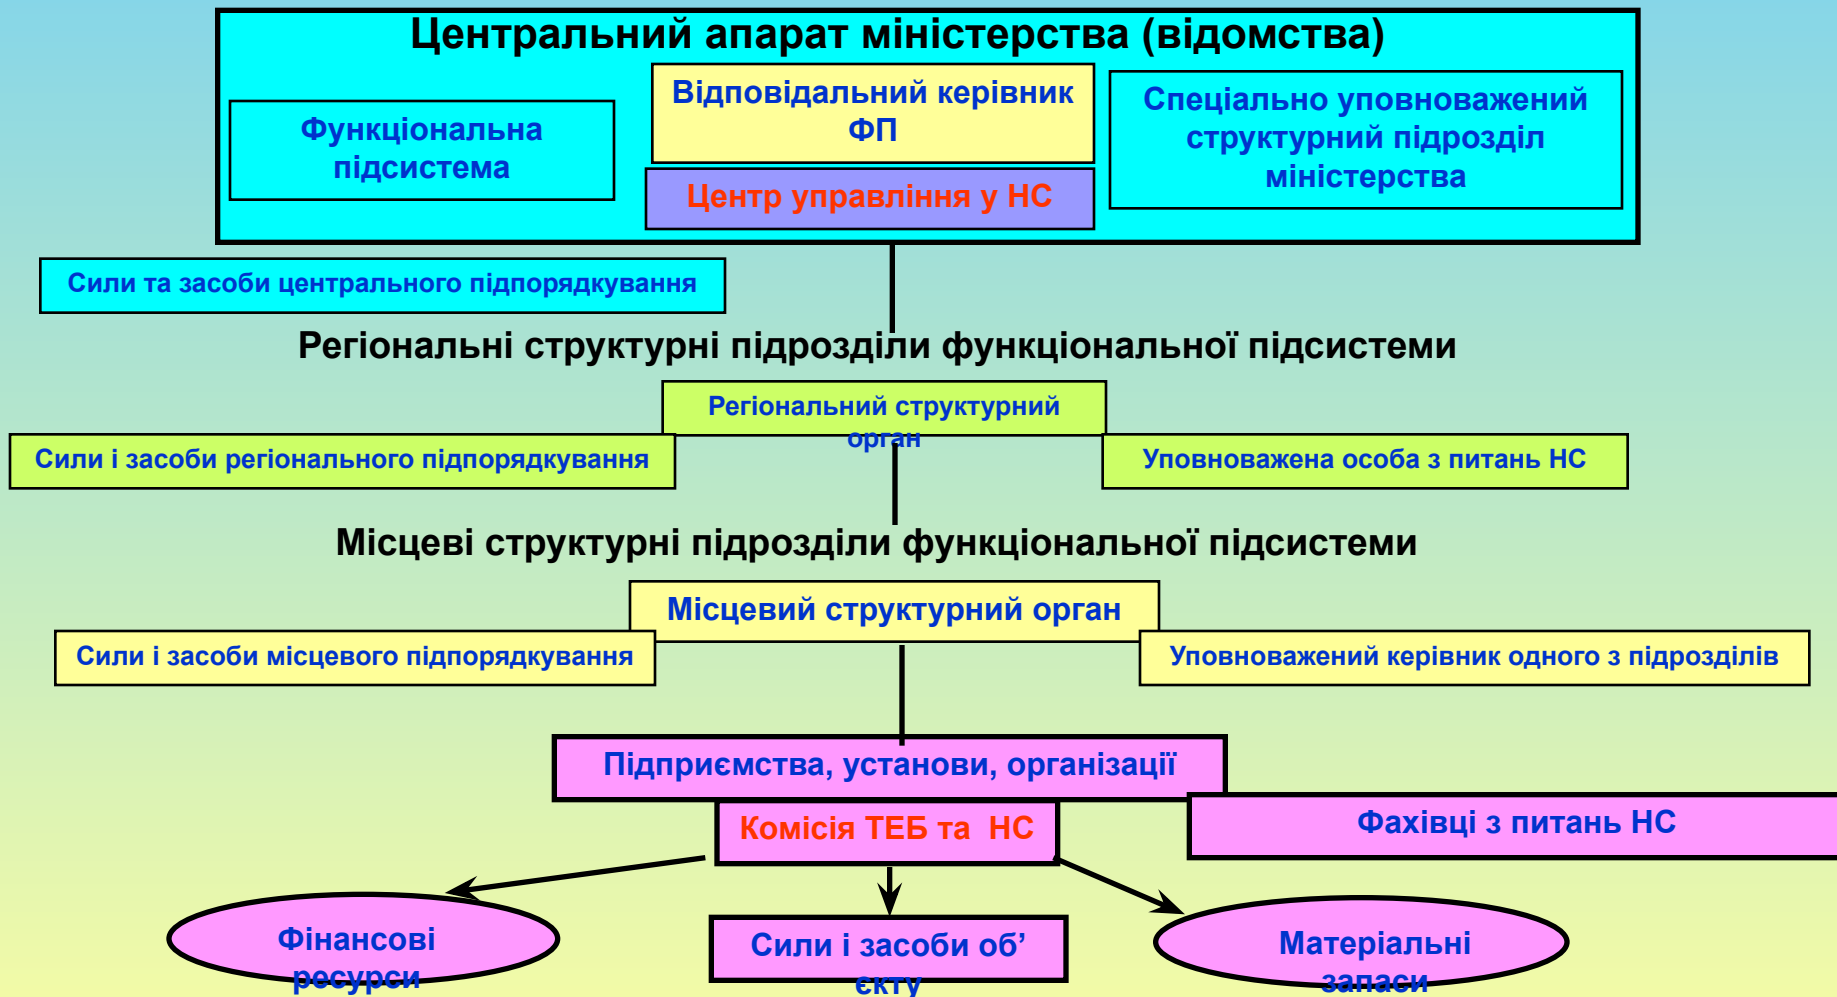 Центральний апарат міністерства (відомства)
Функціональна
підсистема
Відповідальний керівник
ФП
Центр управління у НС
Спеціально уповноважений
структурний підрозділ
міністерства
Сили та засоби центрального підпорядкування
Регіональні структурні підрозділи функціональної підсистеми
Регіональний структурний
орган
Сили і засоби регіонального підпорядкування
Уповноважена особа з питань НС
Місцеві структурні підрозділи функціональної підсистеми
Місцевий структурний орган
Сили і засоби місцевого підпорядкування
Уповноважений керівник одного з підрозділів
Підприємства, установи, організації
Комісія ТЕБ та  НС
Фахівці з питань НС
Фінансові
ресурси
Сили і засоби об’
єкту
Матеріальні
запаси